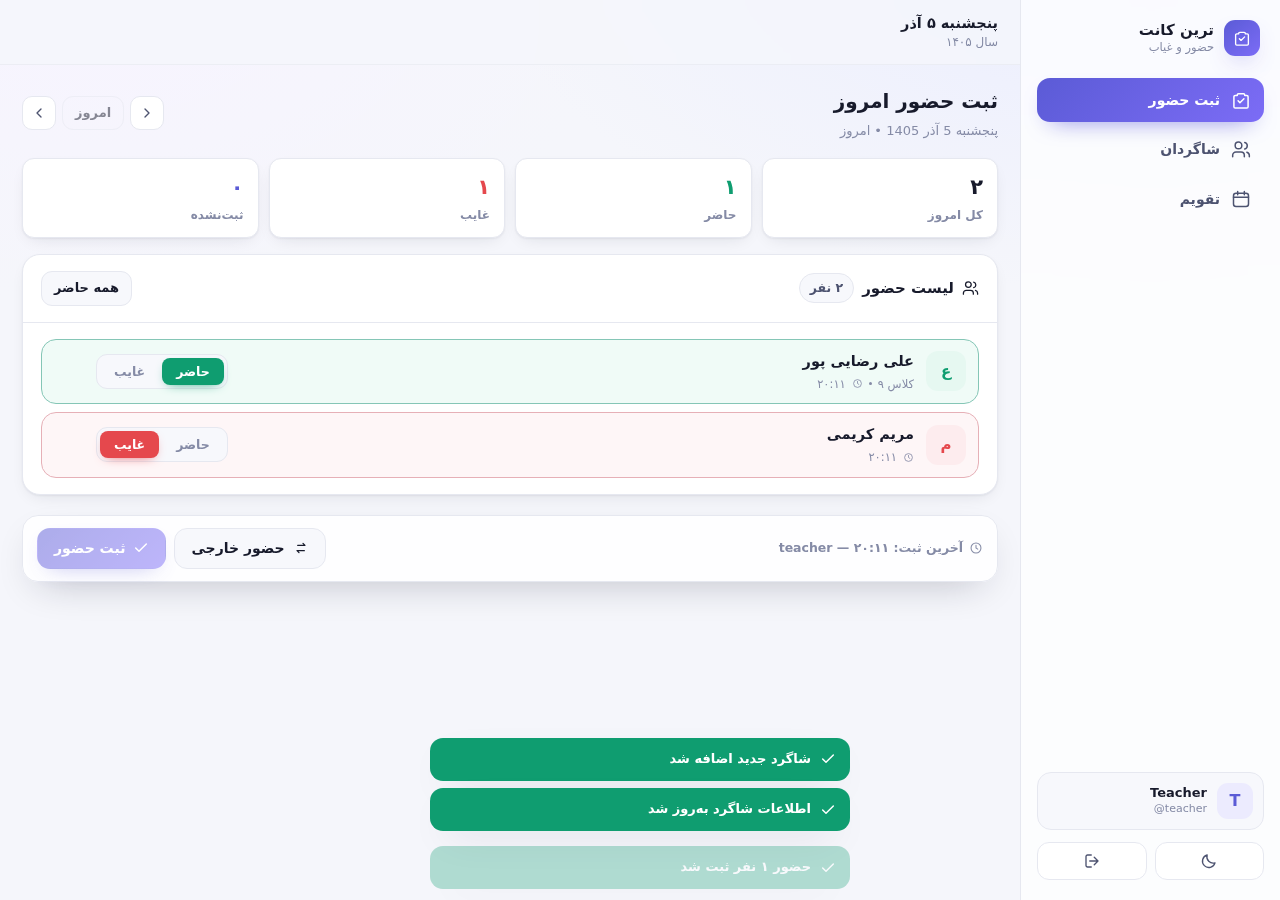 ترین کانت
حضور و غیاب
ثبت حضور
شاگردان
تقویم
Teacher
@teacher
T
پنجشنبه ۵ آذر
سال ۱۴۰۵
ثبت حضور امروز
پنجشنبه 5 آذر 1405 • امروز
امروز
۲
کل امروز
۱
حاضر
۱
غایب
۰
ثبت‌نشده
لیست حضور
۲ نفر
همه حاضر
ع
علی رضایی پور
کلاس ۹ • ۲۰:۱۱
حاضر
غایب
م
مریم کریمی
۲۰:۱۱
حاضر
غایب
آخرین ثبت: ۲۰:۱۱ — teacher
حضور خارجی
ثبت حضور
شاگرد جدید اضافه شد
اطلاعات شاگرد به‌روز شد
حضور ۱ نفر ثبت شد